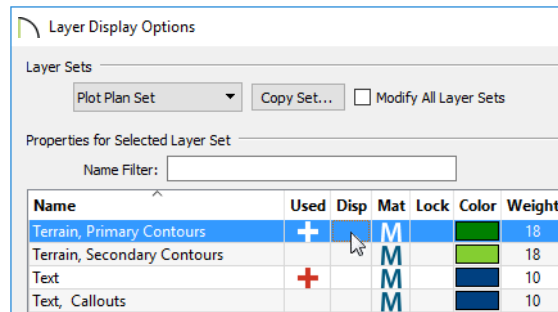 Layer Display Options
Layer Sets
Plot Plan Set Copy Set... Modify All Layer Sets
Properties for Selected Layer Set
Name Filter:
Name Used Disp Mat Lock Color Weight
Terrain, Primary Contours M 18
Terrain, Secondary Contours M 18
Text M 10
Text, Callouts M 10